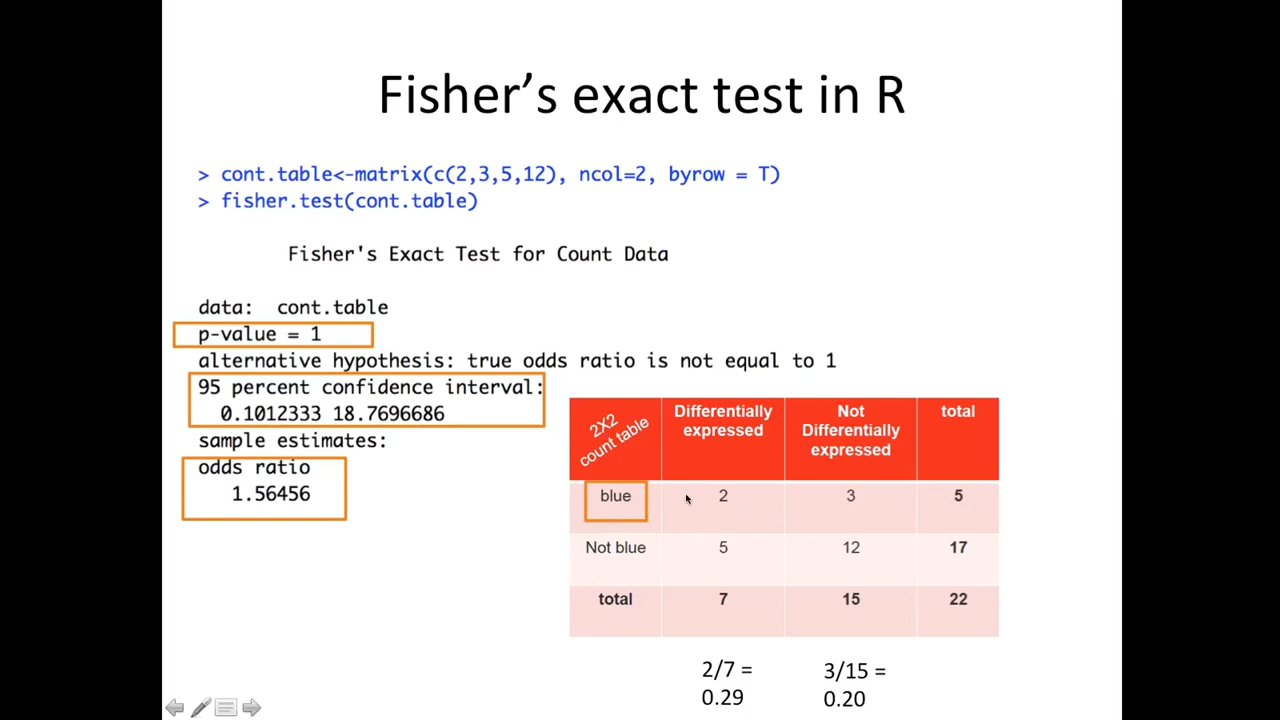 Fisher’s exact test in R
> cont.table<-matrix(c(2,3,5,12), ncol=2, byrow = T)
> fisher.test(cont.table)
Fisher's Exact Test for Count Data
data:  cont.table
p-value = 1
alternative hypothesis: true odds ratio is not equal to 1
95 percent confidence interval:
0.1012333 18.7696686
sample estimates:
odds ratio
1.56456
2X2 count table | Differentially expressed | Not Differentially expressed | total
blue 2 3 5
Not blue 5 12 17
total 7 15 22
2/7 = 3/15 =
0.29 0.20